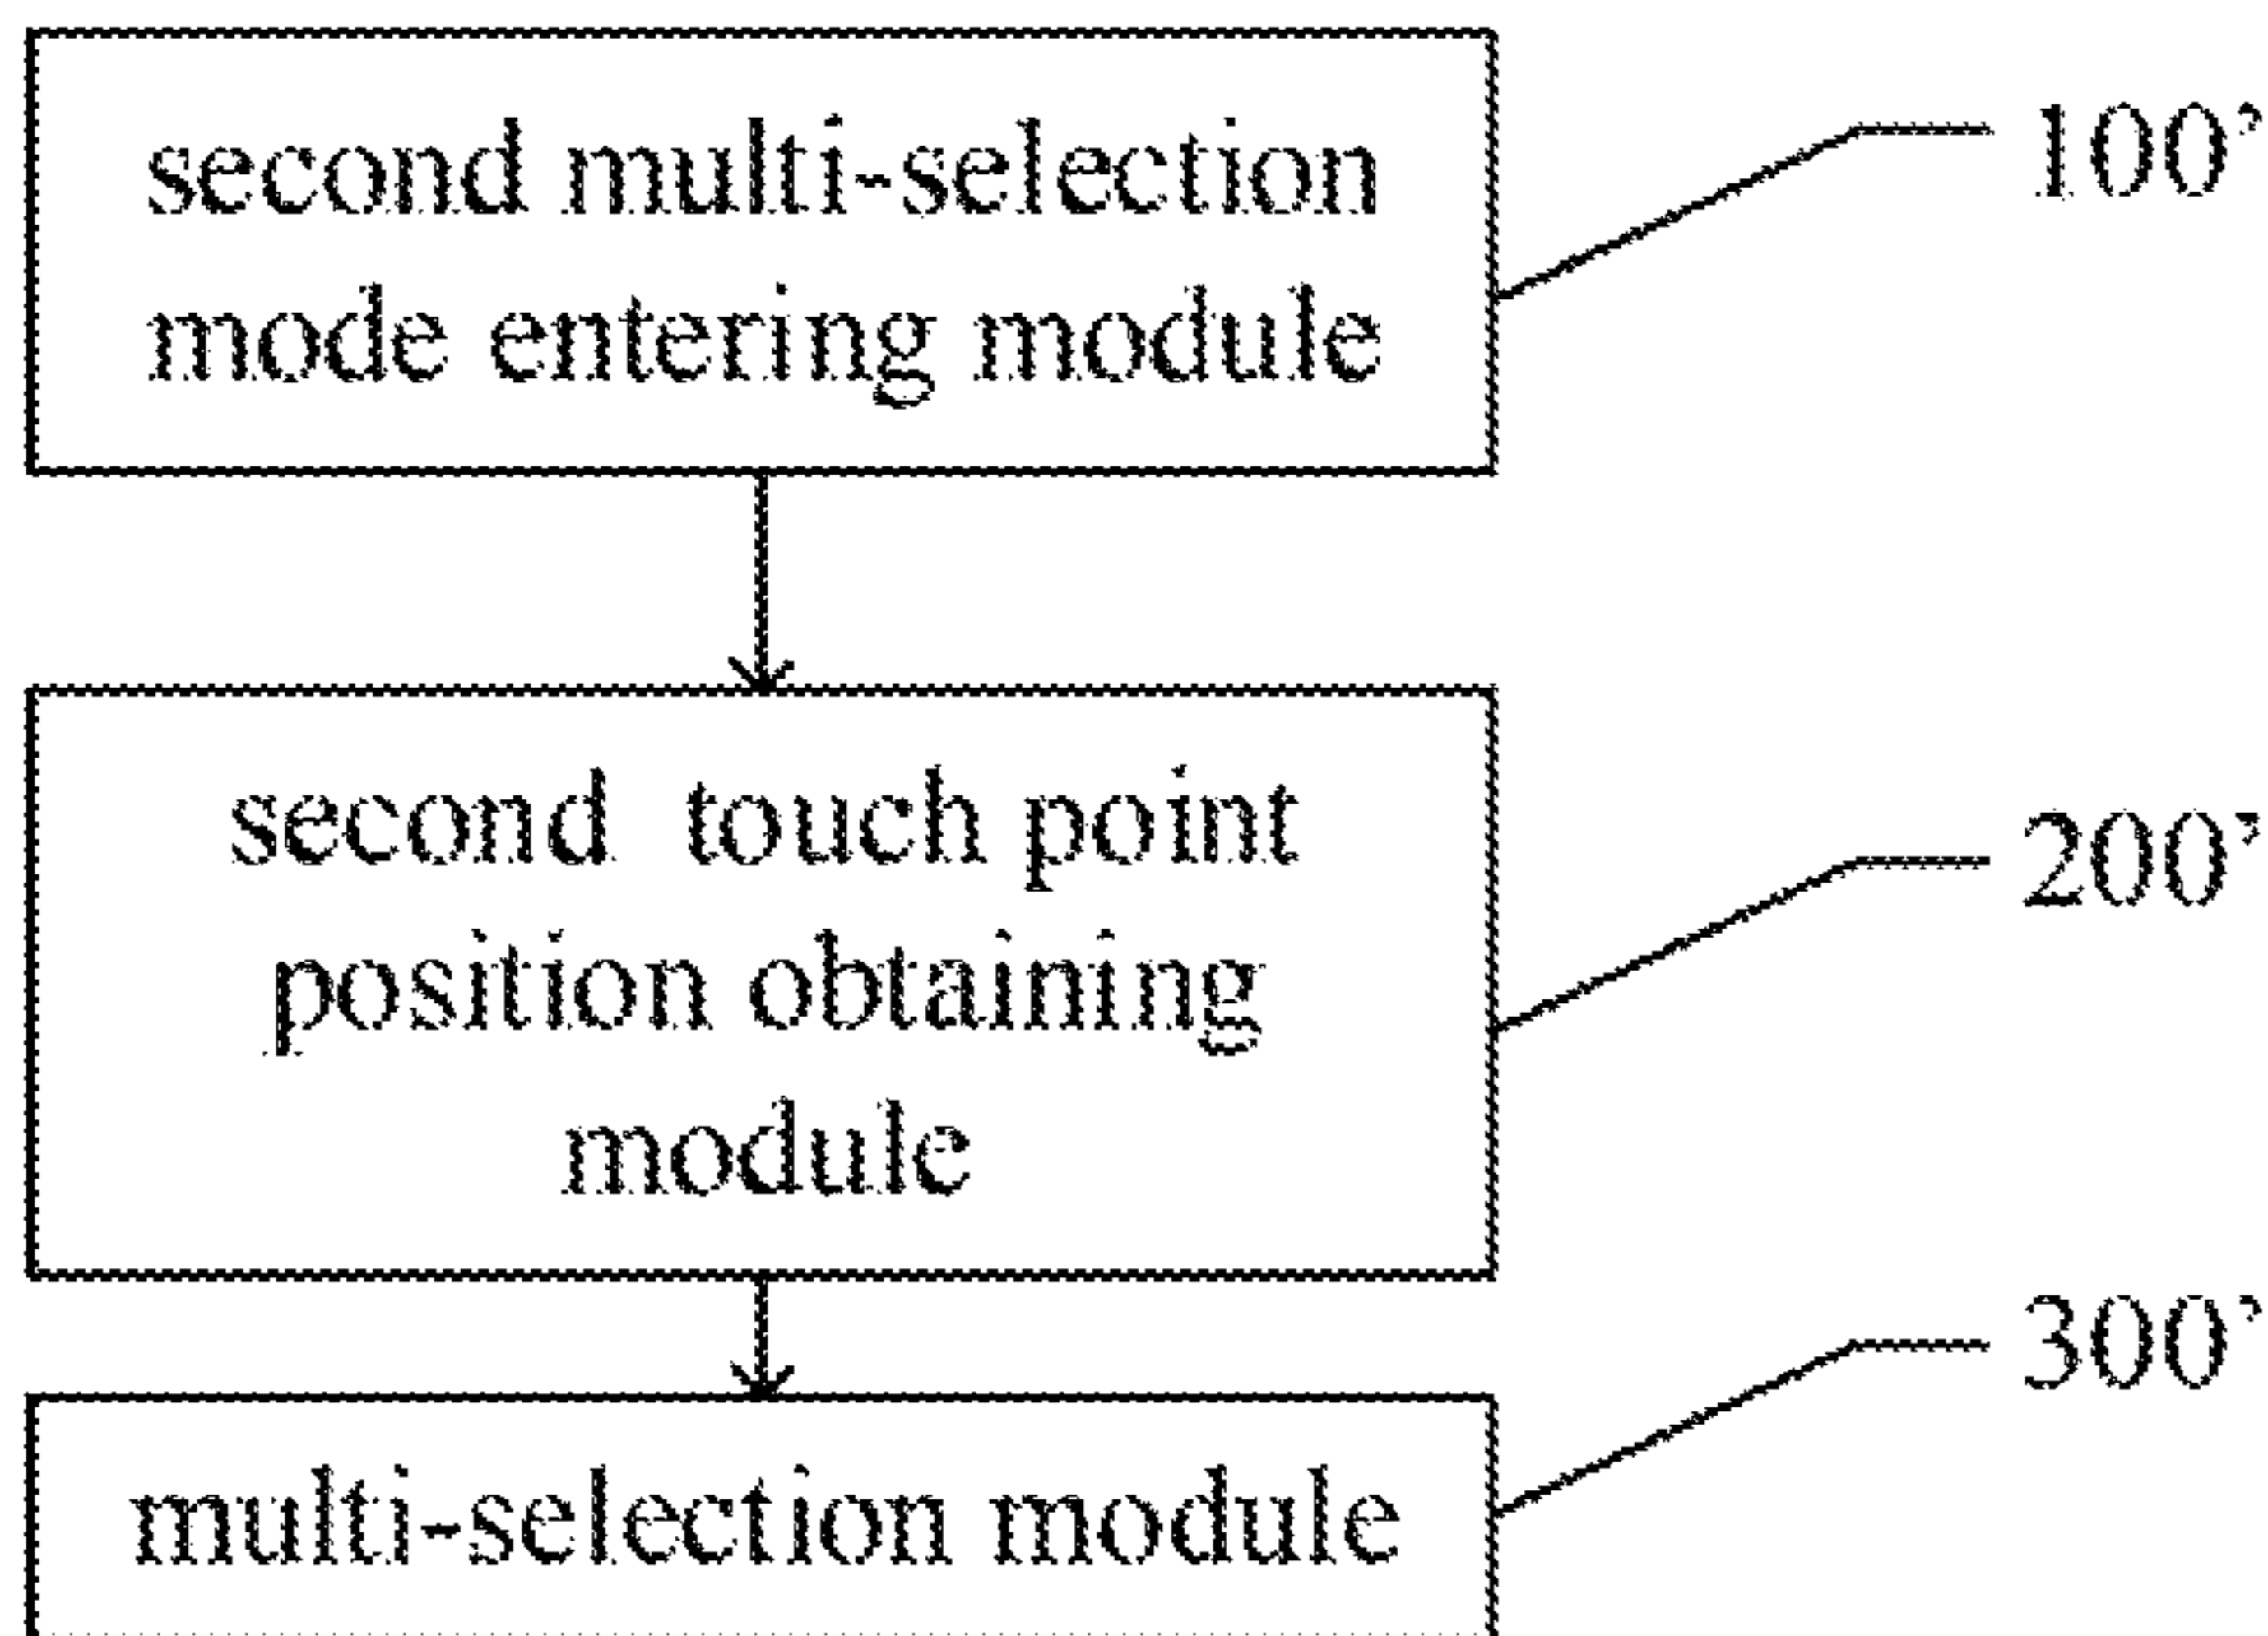 second multi-selection
mode entering module
100’
second touch point
position obtaining
module
200’
multi-selection module
300’